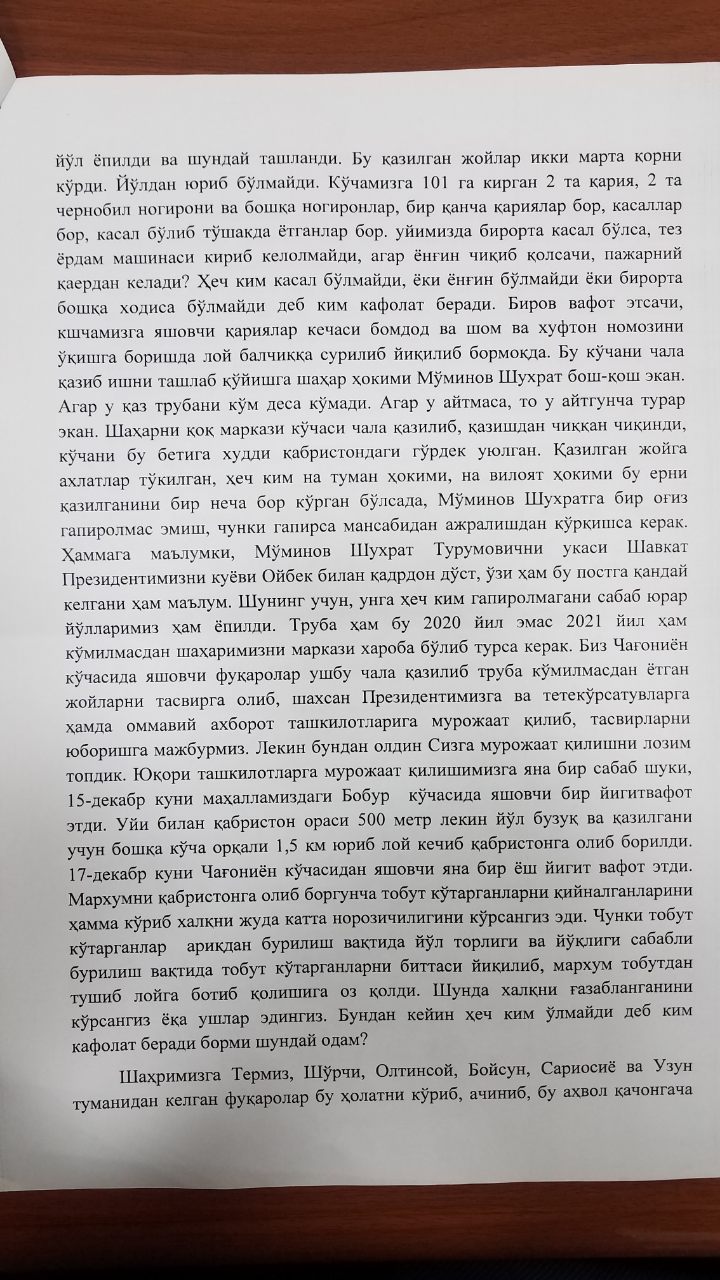 йўл ёпилди ва шундай ташланди. Бу қазилган жойлар икки марта қорни
кўрди. Йўлдан юриб бўлмайди. Кўчамизга 101 га кирган 2 та қария, 2 та
чернобил ногирони ва бошқа ногиронлар, бир қанча қариялар бор, касаллар
бор, касал бўлиб тўшакда ётганлар бор. уйимизда бирорта касал бўлса, тез
ёрдам машинаси кириб келолмайди, агар ёнғин чиқиб қолсачи, пажарний
қаердан келади? Ҳеч ким касал бўлмайди, ёки ёнғин бўлмайди ёки бирорта
бошқа ходиса бўлмайди деб ким кафолат беради. Биров вафот этсачи,
кшчамизга яшовчи қариялар кечаси бомдод ва шом ва хуфтон номозини
ўқишга боришда лой балчиққа сурилиб йиқилиб бормоқда. Бу кўчани чала
қазиб ишни ташлаб кўйишга шаҳар ҳокими Мўминов Шухрат бош-қош экан.
Агар у қаз трубани кўм деса кўмади. Агар у айтмаса, то у айтгунча турар
экан. Шаҳарни қоқ маркази кўчаси чала қазилиб, қазишдан чиққан чиқинди,
кўчани бу бетига худди қабристондаги гўрдек уюлган. Қазилган жойга
ахлатлар тўкилган, ҳеч ким на туман ҳокими, на вилоят ҳокими бу ерни
қазилганини бир неча бор кўрган бўлсада, Мўминов Шухратга бир оғиз
гапиролмас эмиш, чунки гапирса мансабидан ажралишдан кўрқишса керак.
Ҳаммага маълумки, Мўминов Шухрат Турумовични укаси Шавкат
Президентимизни куёви Ойбек билан қадрдон дўст, ўзи ҳам бу постга қандай
келгани ҳам маълум. Шунинг учун, унга ҳеч ким гапиролмагани сабаб юрар
йўлларимиз ҳам ёпилди. Труба ҳам бу 2020 йил эмас 2021 йил ҳам
кўмилмасдан шаҳаримизни маркази хароба бўлиб турса керак. Биз Чағониён
кўчасида яшовчи фуқаролар ушбу чала қазилиб труба кўмилмасдан ётган
жойларни тасвирга олиб, шахсан Президентимизга ва тетекўрсатувларга
ҳамда оммавий ахборот ташкилотларига мурожаат қилиб, тасвирларни
юборишга мажбурмиз. Лекин бундан олдин Сизга мурожаат қилишни лозим
топдик. Юқори ташкилотларга мурожаат қилишимизга яна бир сабаб шуки,
15-декабр куни маҳалламиздаги Бобур кўчасида яшовчи бир йигитвафот
этди. Уйи билан қабристон ораси 500 метр лекин йўл бузуқ ва қазилгани
учун бошқа кўча орқали 1,5 км юриб лой кечиб қабристонга олиб борилди.
17-декабр куни Чағониён кўчасидан яшовчи яна бир ёш йигит вафот этди.
Мархумни қабристонга олиб боргунча тобут кўтарганларни қийналганларини
ҳамма кўриб халқни жуда катта норозичилигини кўрсангиз эди. Чунки тобут
кўтарганлар ариқдан бурилиш вақтида йўл торлиги ва йўқлиги сабабли
бурилиш вақтида тобут кўтарганларни биттаси йиқилиб, мархум тобутдан
тушиб лойга ботиб қолишига оз қолди. Шунда халқни ғазабланганини
кўрсангиз ёқа ушлар эдингиз. Бундан кейин ҳеч ким ўлмайди деб ким
кафолат беради борми шундай одам?
Шаҳримизга Термиз, Шўрчи, Олтинсой, Бойсун, Сариосиё ва Узун
туманидан келган фуқаролар бу ҳолатни кўриб, ачиниб, бу аҳвол қачонгача